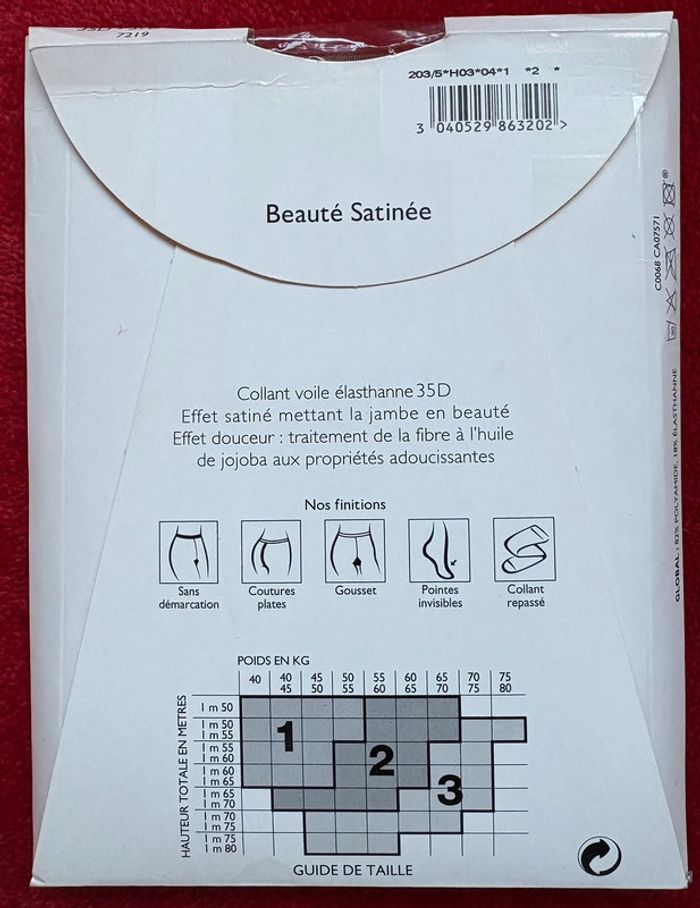 7219
203/5*H03*04*1 *2 *
3 040529 863202 >
Beauté Satinée
C0068 CA07571
Collant voile élasthanne 35D
Effet satiné mettant la jambe en beauté
Effet douceur : traitement de la fibre à l'huile
de jojoba aux propriétés adoucissantes
GLOBAL : 82% POLYAMIDE, 18% ÉLASTHANNE
Nos finitions
Sans
démarcation
Coutures
plates
Gousset
Pointes
invisibles
Collant
repassé
POIDS EN KG
40 40 45 50 55 60 65 70 75
45 50 55 60 65 70 75 80
HAUTEUR TOTALE EN METRES
1 m 50
1 m 50
1 m 55
1 m 55
1 m 60
1 m 60
1 m 65
1 m 65
1 m 70
1 m 70
1 m 75
1 m 75
1 m 80
1
2
3
GUIDE DE TAILLE